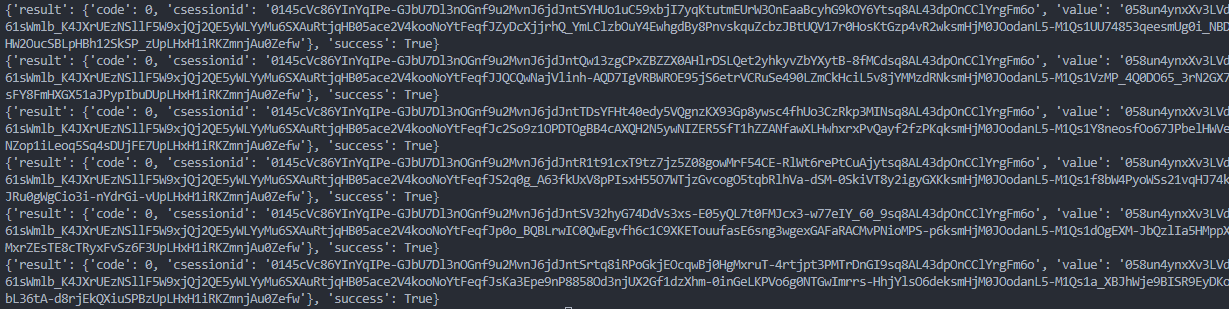 {'result': {'code': 0, 'csessionid': '0145cVc86YInYqIPe-GJbU7Dl3nOGnf9u2MvnJ6jdJntSYHUo1uC59xbjI7yqKtutmEUrW3OnEaaBcyhG9kOY6Ytsq8AL43dpOnCClYrgFm6o', 'value': '058un4ynxXv3LVd
61sWmlb_K4JXrUEzNSllF5W9xjQj2QE5yWLYyMu6SXAuRtjqHB05ace2V4kooNoYtFeqfJZyDcXjjrhQ_YmLClzbOuY4EwhgdBy8PnvskquZcbzJBtUQV17r0HosKtGzp4vR2wksmHjM0JOodanL5-M1Qs1UU74853qeesmUg0i_NBD
HW2OucSBLpHBh12SkSP_zUpLHxH1iRKZmnjAu0Zefw'}, 'success': True}
{'result': {'code': 0, 'csessionid': '0145cVc86YInYqIPe-GJbU7Dl3nOGnf9u2MvnJ6jdJntQw13zgCPxZBZZX0AHlrDSLQet2yhkyvZbYXytB-8fMCdsq8AL43dpOnCClYrgFm6o', 'value': '058un4ynxXv3LVd
61sWmlb_K4JXrUEzNSllF5W9xjQj2QE5yWLYyMu6SXAuRtjqHB05ace2V4kooNoYtFeqfJJQCQwNajVlinh-AQD7IgVRBWROE95jS6etrVCRuSe490LZmCkHciL5v8jYMMzdRNksmHjM0JOodanL5-M1Qs1VzMP_4Q0DO65_3rN2GX7
sFY8FmHXGX51aJPypIbuDUpLHxH1iRKZmnjAu0Zefw'}, 'success': True}
{'result': {'code': 0, 'csessionid': '0145cVc86YInYqIPe-GJbU7Dl3nOGnf9u2MvnJ6jdJntTDsYFHt40edy5VQgnzKX93Gp8ywsc4fhUo3CzRkp3MINsq8AL43dpOnCClYrgFm6o', 'value': '058un4ynxXv3LVd
61sWmlb_K4JXrUEzNSllF5W9xjQj2QE5yWLYyMu6SXAuRtjqHB05ace2V4kooNoYtFeqfJc2So9z1OPDTOgBB4cAXQH2N5ywNIZER5SfT1hZZANfawXLHwhxrxPvQayf2fzPKqksmHjM0JOodanL5-M1Qs1Y8neosfOo67JPbelHWVe
NZop1iLeoq5Sq4sDUjFE7UpLHxH1iRKZmnjAu0Zefw'}, 'success': True}
{'result': {'code': 0, 'csessionid': '0145cVc86YInYqIPe-GJbU7Dl3nOGnf9u2MvnJ6jdJntR1t91cxT9tz7jz5Z08gowMrF54CE-RlWt6rePtCuAjytsq8AL43dpOnCClYrgFm6o', 'value': '058un4ynxXv3LVd
61sWmlb_K4JXrUEzNSllF5W9xjQj2QE5yWLYyMu6SXAuRtjqHB05ace2V4kooNoYtFeqfJS2q0g_A63fkUxV8pPIsxH55O7WTjzGvcogO5tqbRlhVa-dSM-0SkiVT8y2igyGXKksmHjM0JOodanL5-M1Qs1f8bW4PyoWSs21vqHJ74k
JRu0gWgCio3i-nYdrGi-vUpLHxH1iRKZmnjAu0Zefw'}, 'success': True}
{'result': {'code': 0, 'csessionid': '0145cVc86YInYqIPe-GJbU7Dl3nOGnf9u2MvnJ6jdJntSV32hyG74DdVs3xs-E05yQL7t0FMJcx3-w77eIY_60_9sq8AL43dpOnCClYrgFm6o', 'value': '058un4ynxXv3LVd
61sWmlb_K4JXrUEzNSllF5W9xjQj2QE5yWLYyMu6SXAuRtjqHB05ace2V4kooNoYtFeqfJp0o_BQBLrwIC0QwEgvfh6c1C9XKETouufasE6sng3wgexGAFaRACMvPNioMPS-p6ksmHjM0JOodanL5-M1Qs1dOgEXM-JbQzlIa5HMppX
MxrZEsTE8cTRyxFvSz6F3UpLHxH1iRKZmnjAu0Zefw'}, 'success': True}
{'result': {'code': 0, 'csessionid': '0145cVc86YInYqIPe-GJbU7Dl3nOGnf9u2MvnJ6jdJntSrtq8iRPoGkjEOcqwBj0HgMxruT-4rtjpt3PMTrDnGI9sq8AL43dpOnCClYrgFm6o', 'value': '058un4ynxXv3LVd
61sWmlb_K4JXrUEzNSllF5W9xjQj2QE5yWLYyMu6SXAuRtjqHB05ace2V4kooNoYtFeqfJsKa3Epe9nP8858Od3njUX2Gf1dzXhm-0inGeLKPVo6g0NTGwImrrs-HhjYlsO6deksmHjM0JOodanL5-M1Qs1a_XBJhWje9BISR9EyDKo
bL36tA-d8rjEkQXiuSPBzUpLHxH1iRKZmnjAu0Zefw'}, 'success': True}